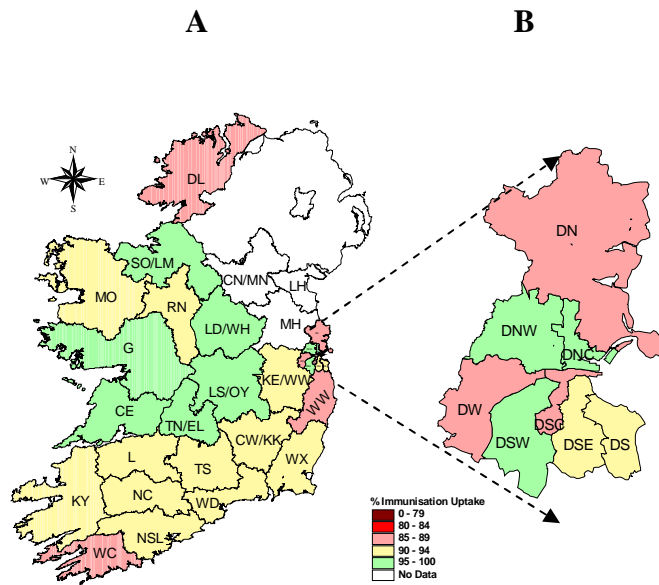 A
B
N
W E
S
DL
DN
SO/LM
CN/MN
LH
MO
RN
MH
LD/WH
DNW
DNC
G
KE/WW
LS/OY
WW
DW
DSC
CE
TN/EL
DSW
DSE
DS
CW/KK
L
TS
WX
KY
NC
WD
NSL
WC
% Immunisation Uptake
0 - 79
80 - 84
85 - 89
90 - 94
95 - 100
No Data